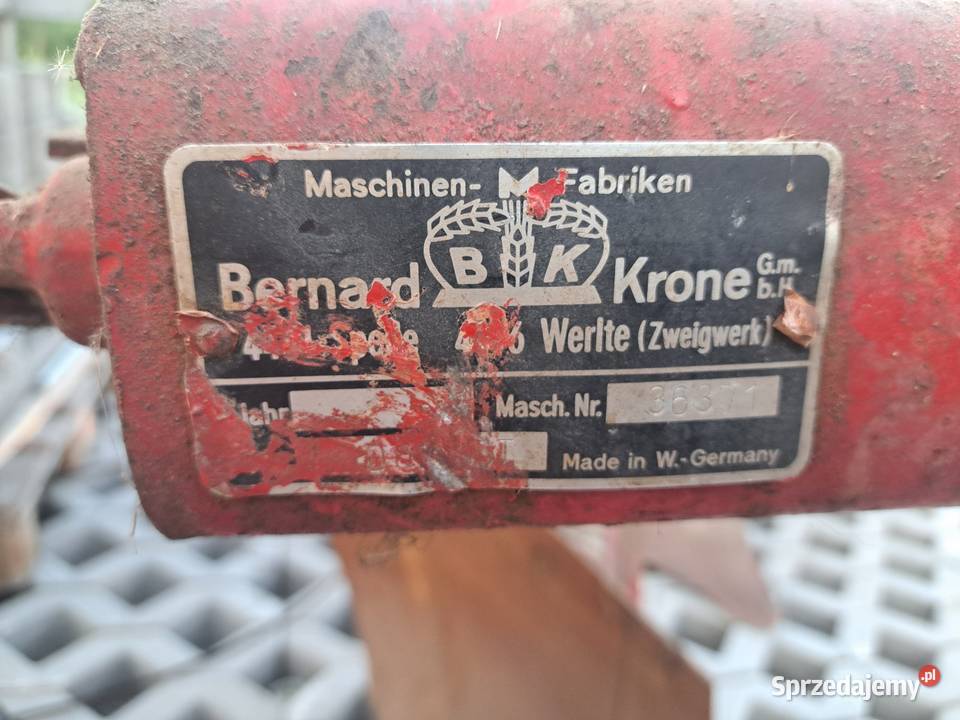 Maschinen- Fabriken
B K
Bernard Krone G.m.b.H.
Werlte (Zweigwerk)
Masch. Nr. 36371
Made in W.-Germany
Sprzedajemy.pl